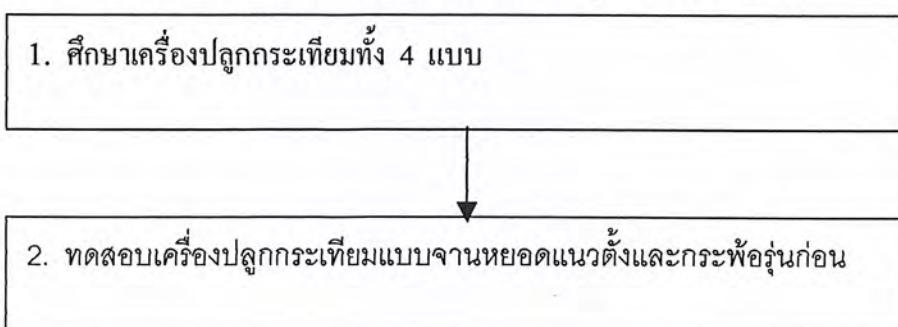 1. ศึกษาเครื่องปลูกกระเทียมทั้ง 4 แบบ
2. ทดสอบเครื่องปลูกกระเทียมแบบจานหยอดแนวตั้งและกระพ้อรุ่นก่อน